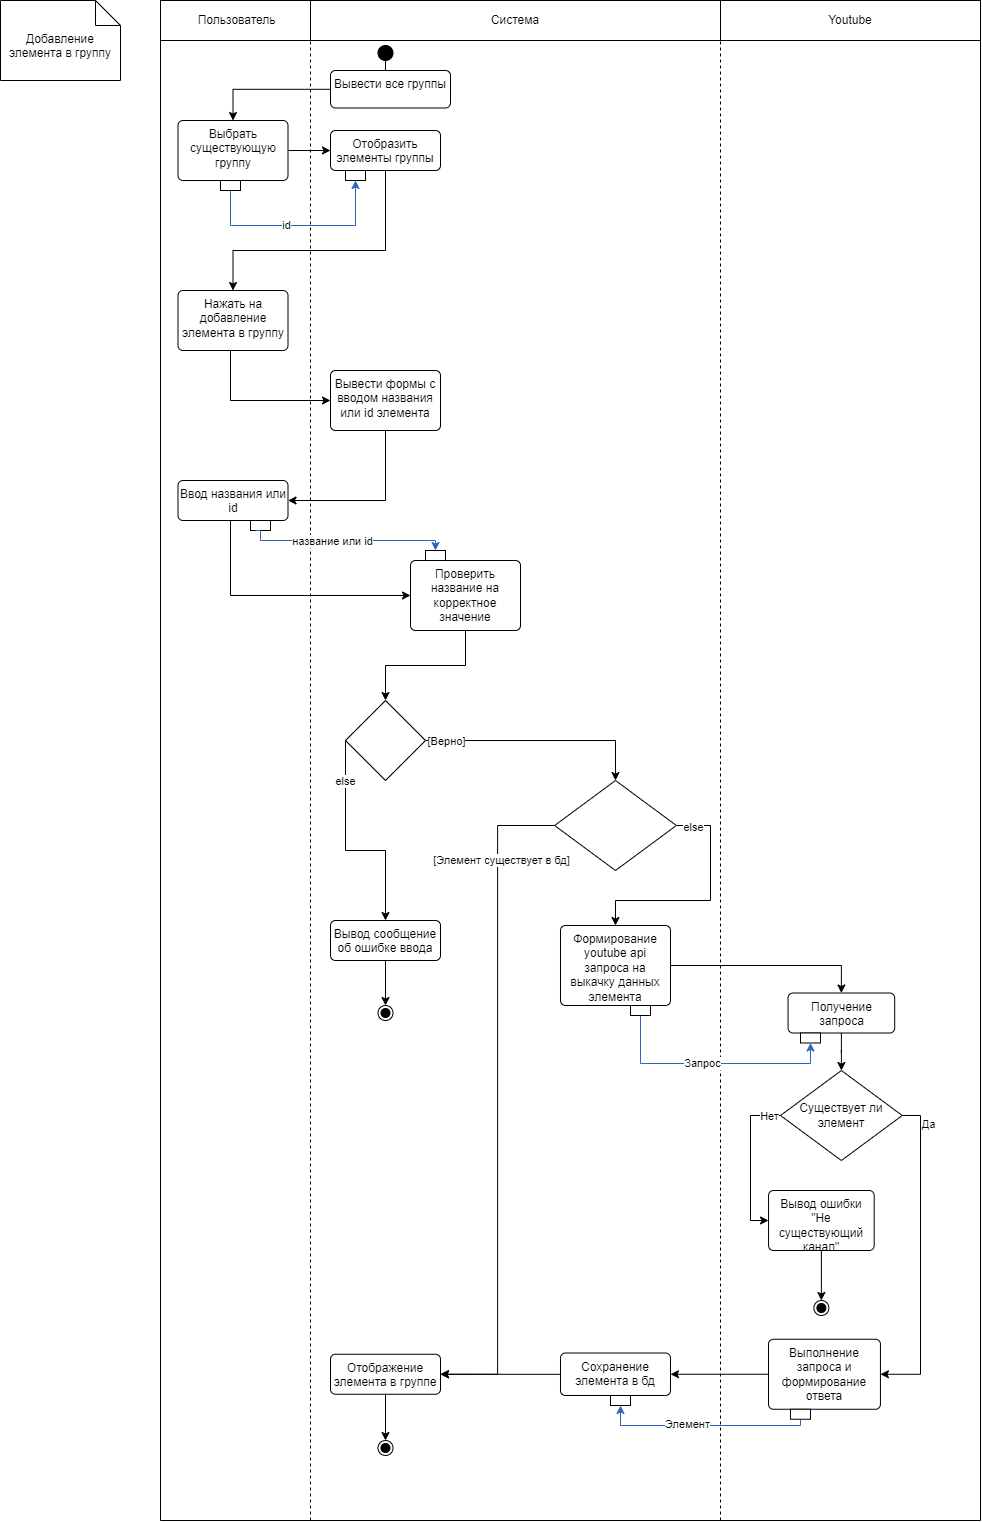 Добавление
элемента в группу
Пользователь
Система
Youtube
Вывести все группы
Выбрать
существующую
группу
Отобразить
элементы группы
id
Нажать на
добавление
элемента в группу
Вывести формы с
вводом названия
или id элемента
Ввод названия или
id
название или id
Проверить
название на
корректное
значение
[Верно]
else
else
[Элемент существует в бд]
Вывод сообщение
об ошибке ввода
Формирование
youtube api
запроса на
выкачку данных
элемента
Получение
запроса
Запрос
Существует ли
элемент
Нет
Да
Вывод ошибки
"Не
существующий
канал"
Выполнение
запроса и
формирование
ответа
Сохранение
элемента в бд
Отображение
элемента в группе
Элемент